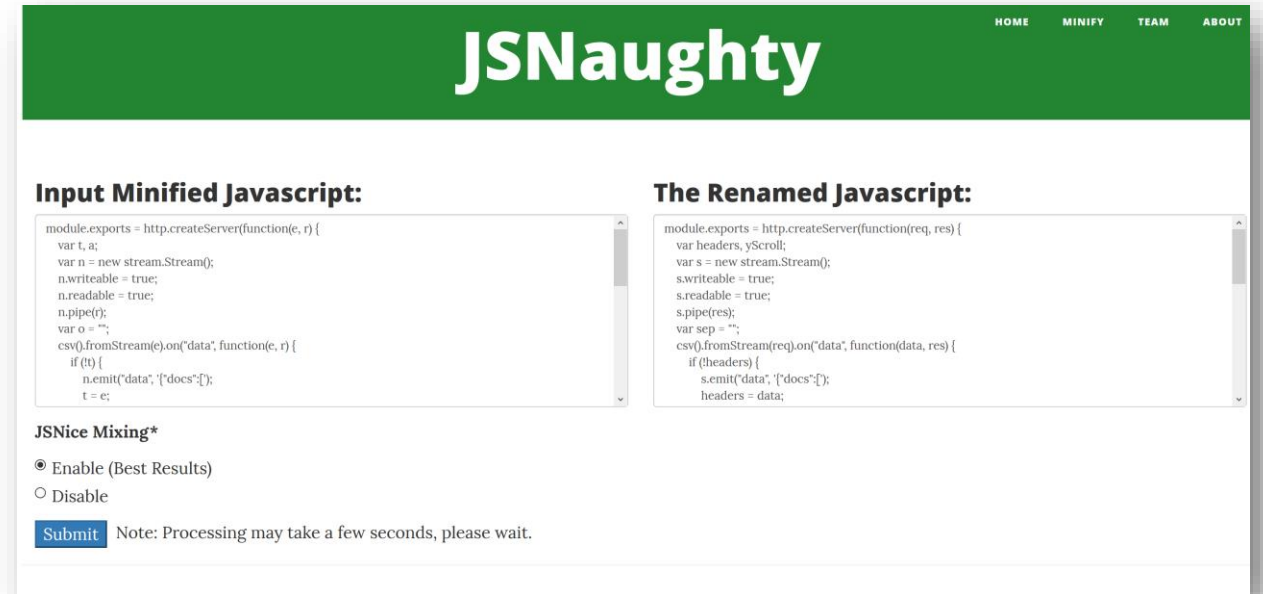 HOME MINIFY TEAM ABOUT
JSNaughty
Input Minified Javascript:
module.exports = http.createServer(function(e, r) {
var t, a;
var n = new stream.Stream();
n.writeable = true;
n.readable = true;
n.pipe(r);
var o = "";
csv().fromStream(e).on("data", function(e, r) {
if (!t) {
n.emit("data", '{"docs":[');
t = e;
The Renamed Javascript:
module.exports = http.createServer(function(req, res) {
var headers, yScroll;
var s = new stream.Stream();
s.writeable = true;
s.readable = true;
s.pipe(res);
var sep = "";
csv().fromStream(req).on("data", function(data, res) {
if (!headers) {
s.emit("data", '{"docs":[');
headers = data;
JSNice Mixing*
Enable (Best Results)
Disable
Submit Note: Processing may take a few seconds, please wait.